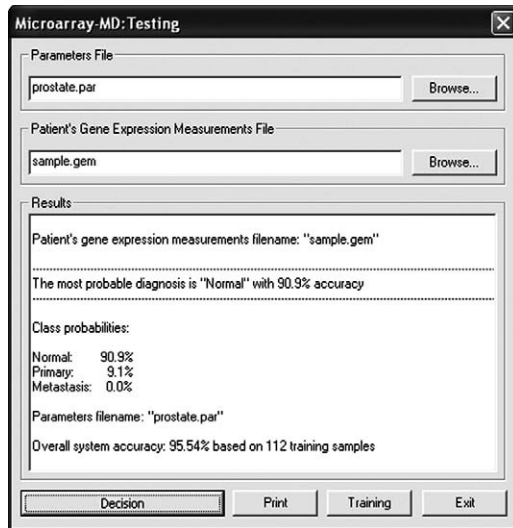 Microarray-MD: Testing
Parameters File
prostate.par
Browse...
Patient's Gene Expression Measurements File
sample.gem
Browse...
Results
Patient's gene expression measurements filename: "sample.gem"
The most probable diagnosis is "Normal" with 90.9% accuracy
Class probabilities:
Normal: 90.9%
Primary: 9.1%
Metastasis: 0.0%
Parameters filename: "prostate.par"
Overall system accuracy: 95.54% based on 112 training samples
Decision Print Training Exit